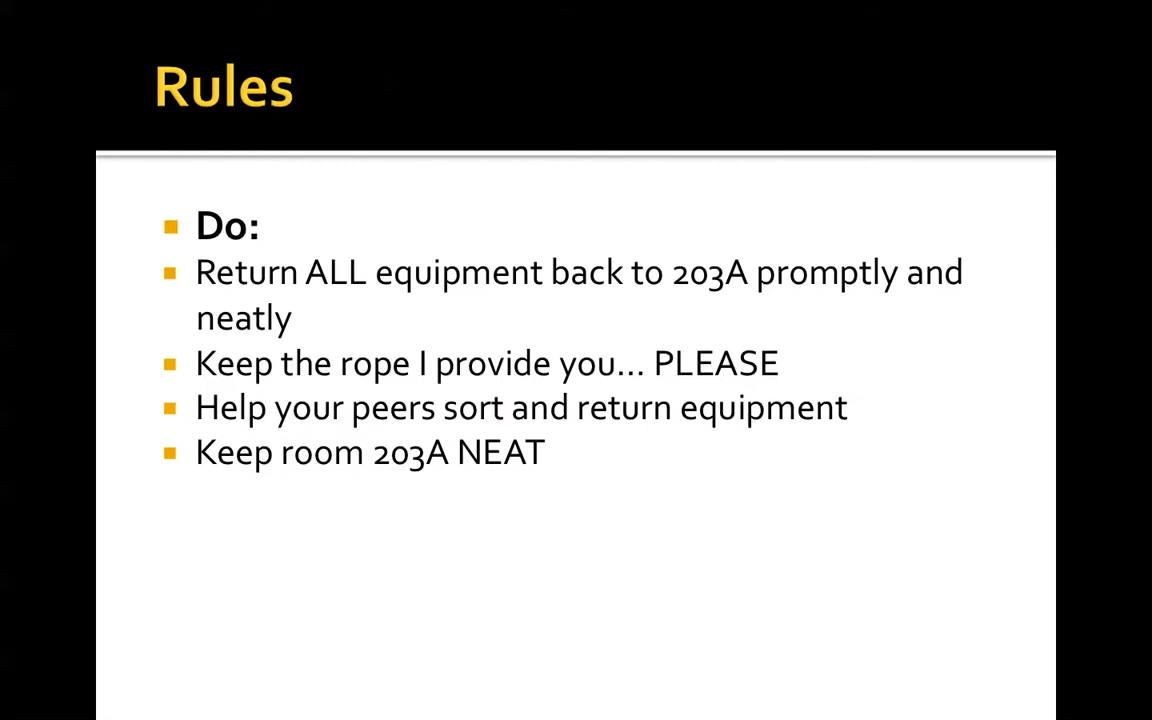 Rules
Do:
Return ALL equipment back to 203A promptly and
neatly
Keep the rope I provide you... PLEASE
Help your peers sort and return equipment
Keep room 203A NEAT